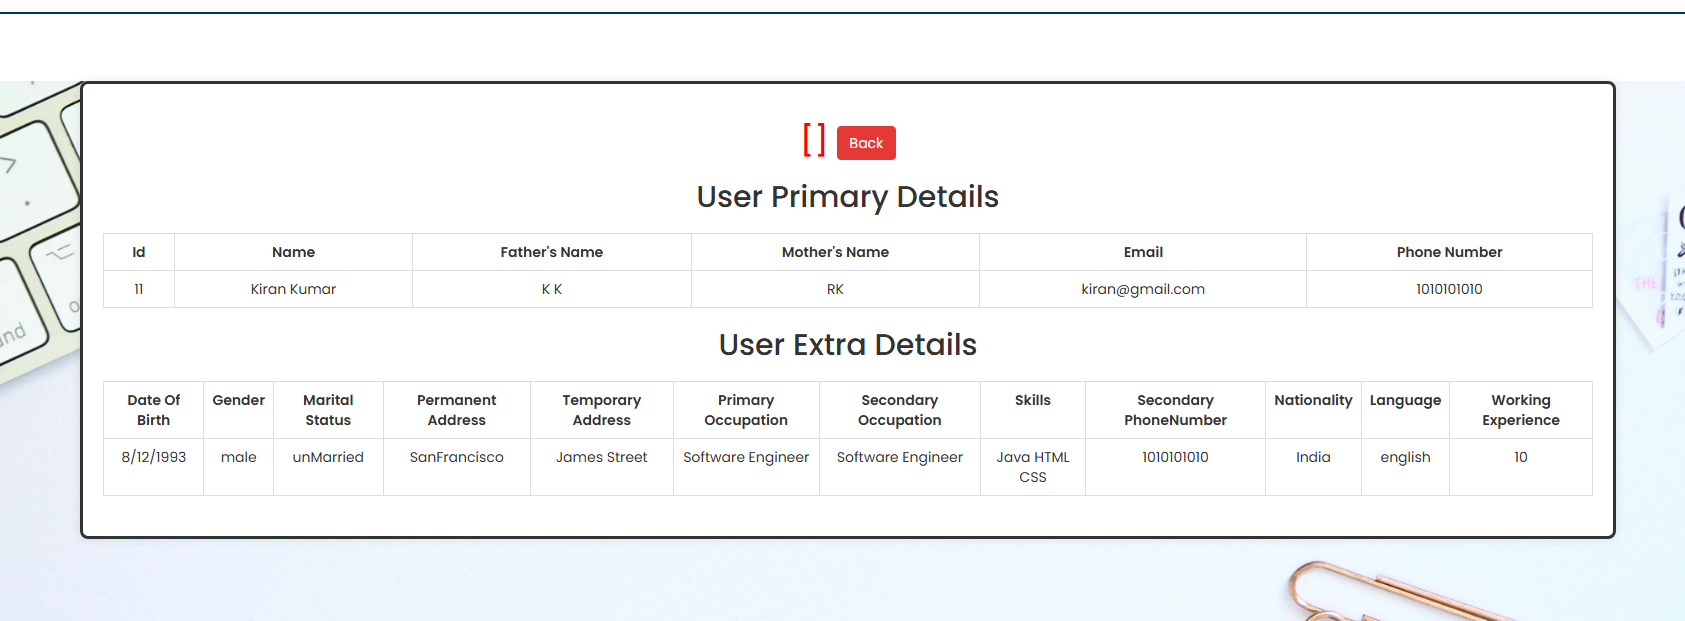 [ ] Back
User Primary Details
Id Name Father's Name Mother's Name Email Phone Number
11 Kiran Kumar K K RK kiran@gmail.com 1010101010
User Extra Details
Date Of Birth Gender Marital Status Permanent Address Temporary Address Primary Occupation Secondary Occupation Skills Secondary PhoneNumber Nationality Language Working Experience
8/12/1993 male unMarried SanFrancisco James Street Software Engineer Software Engineer Java HTML CSS 1010101010 India english 10
THE